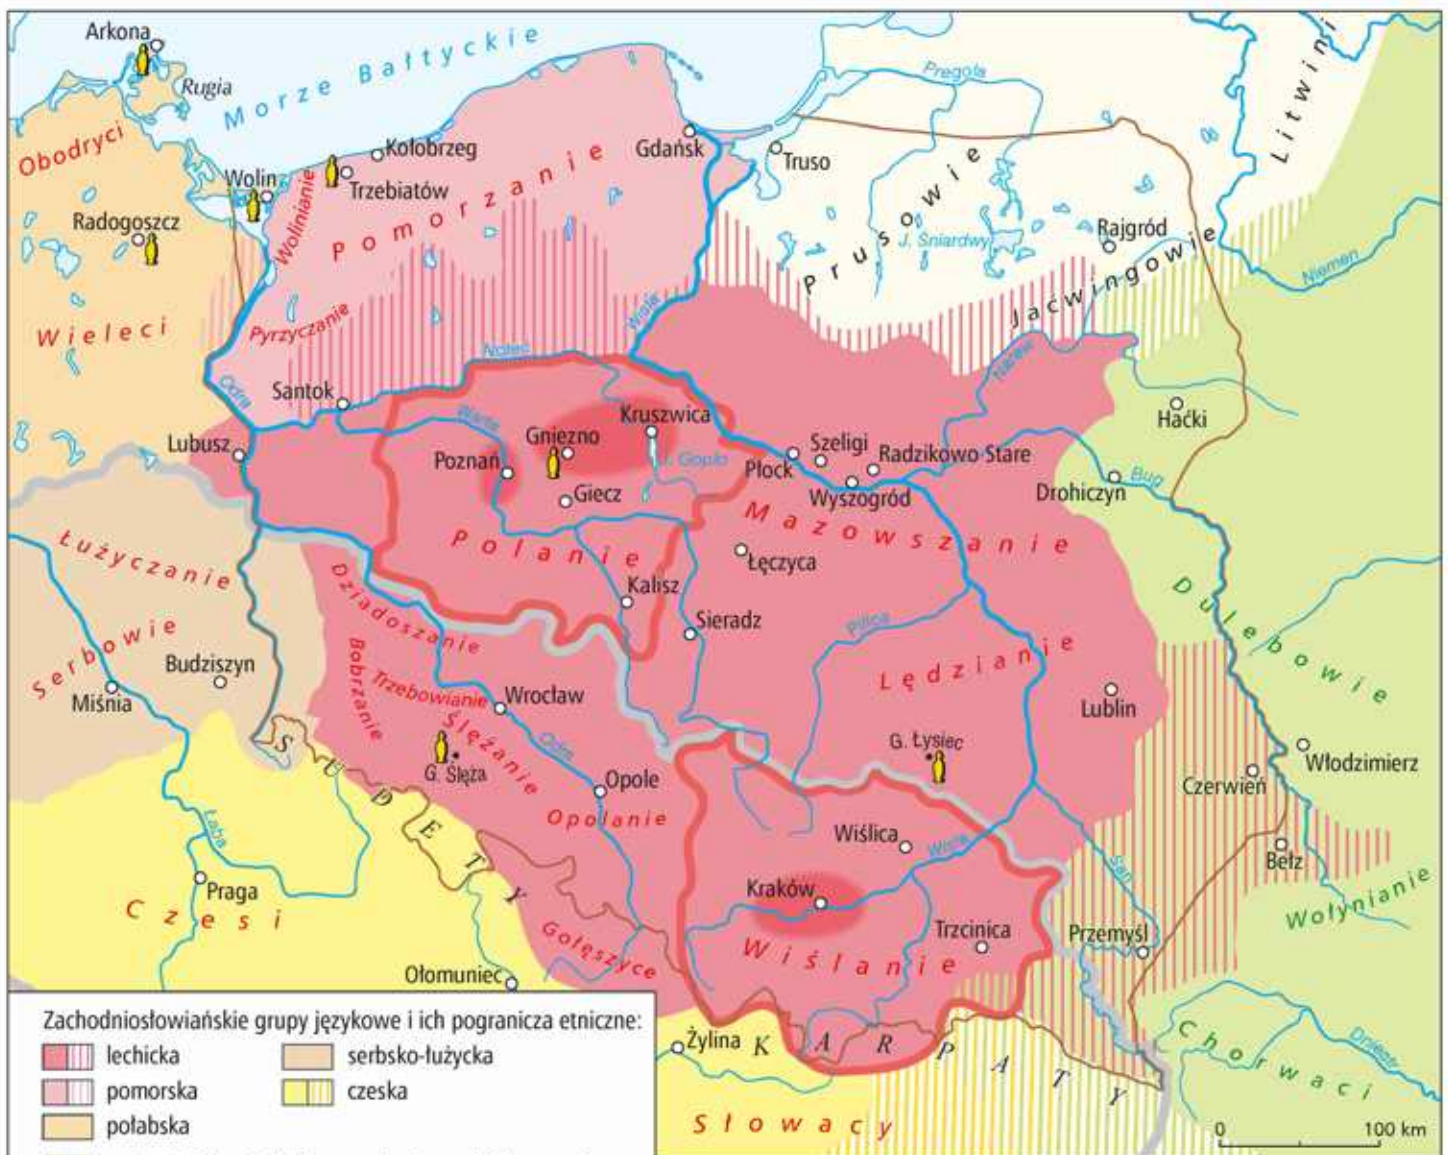 Arkona
Rugia
Morze Bałtyckie
Obodryci
Kołobrzeg
Gdańsk
Truso
Pregoła
Litwini
Wolin
Trzebiatów
Wolinianie
Pomorzanie
Radogoszcz
Prusowie
J. Śniardwy
Rajgród
Jaćwingowie
Niemen
Wieleci
Pyrzyczanie
Wisła
Noteć
Narew
Santok
Odra
Warta
Kruszwica
Haćki
Lubusz
Gniezno
Poznań
J. Gopło
Szeligi
Radzikowo Stare
Płock
Wyszogród
Giecz
Drohiczyn
Bug
Mazowszanie
Polanie
Łużyczanie
Łęczyca
Dziadoszanie
Kalisz
Sieradz
Pilica
Dulebowie
Serbowie
Budziszyn
Bobrzanie
Trzebowianie
Wrocław
Lędzianie
Lublin
Miśnia
Ślężanie
G. Ślęża
Odra
G. Łysiec
SUDETY
Opole
Włodzimierz
Czerwień
Łaba
Opolanie
Wiślica
Wisła
Bełz
San
Praga
Kraków
Czesi
Wołynianie
Trzcinica
Przemyśl
Gołęszyce
Wiślanie
Ołomuniec
Żylina
KARPATY
Chorwaci
Dniestr
Słowacy
0 100 km
Zachodniosłowiańskie grupy językowe i ich pogranicza etniczne:
lechicka
serbsko-łużycka
pomorska
czeska
połabska